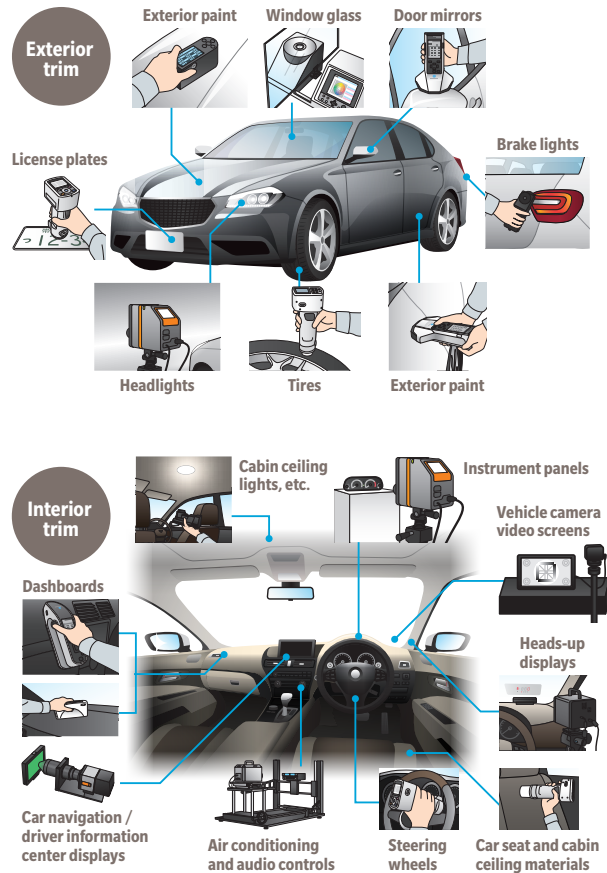 Exterior
trim
Exterior paint
Window glass
Door mirrors
License plates
Brake lights
Headlights
Tires
Exterior paint
Interior
trim
Cabin ceiling
lights, etc.
Instrument panels
Vehicle camera
video screens
Dashboards
Heads-up
displays
Car navigation /
driver information
center displays
Air conditioning
and audio controls
Steering
wheels
Car seat and cabin
ceiling materials